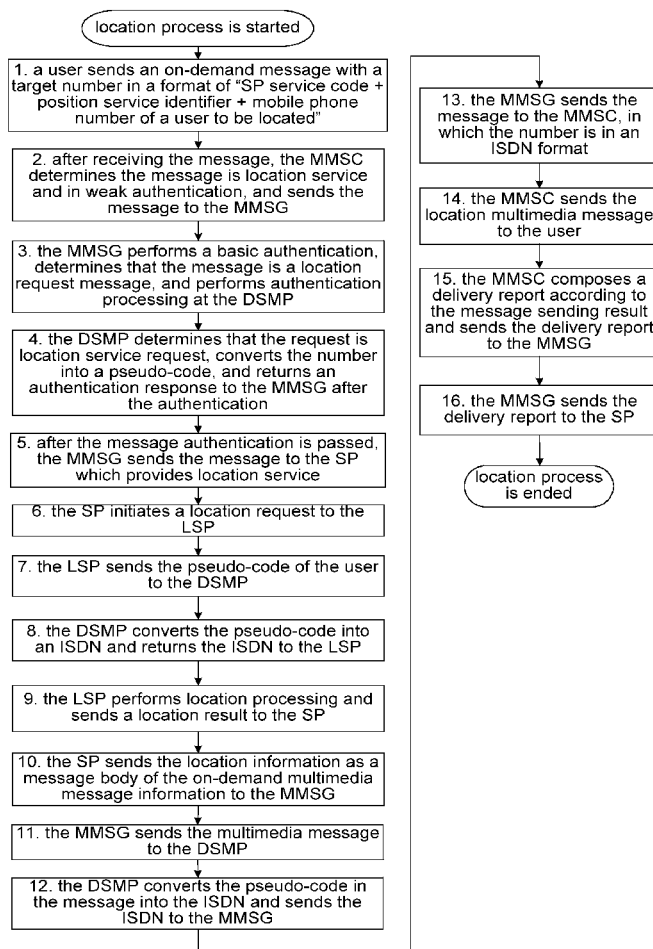 location process is started
1. a user sends an on-demand message with a
target number in a format of “SP service code +
position service identifier + mobile phone
number of a user to be located”
2. after receiving the message, the MMSC
determines the message is location service
and in weak authentication, and sends the
message to the MMSG
3. the MMSG performs a basic authentication,
determines that the message is a location
request message, and performs authentication
processing at the DSMP
4. the DSMP determines that the request is
location service request, converts the number
into a pseudo-code, and returns an
authentication response to the MMSG after
the authentication
5. after the message authentication is passed,
the MMSG sends the message to the SP
which provides location service
6. the SP initiates a location request to the
LSP
7. the LSP sends the pseudo-code of the user
to the DSMP
8. the DSMP converts the pseudo-code into
an ISDN and returns the ISDN to the LSP
9. the LSP performs location processing and
sends a location result to the SP
10. the SP sends the location information as a
message body of the on-demand multimedia
message information to the MMSG
11. the MMSG sends the multimedia message
to the DSMP
12. the DSMP converts the pseudo-code in
the message into the ISDN and sends the
ISDN to the MMSG
13. the MMSG sends the
message to the MMSC, in
which the number is in an
ISDN format
14. the MMSC sends the
location multimedia message
to the user
15. the MMSC composes a
delivery report according to
the message sending result
and sends the delivery report
to the MMSG
16. the MMSG sends the
delivery report to the SP
location process
is ended